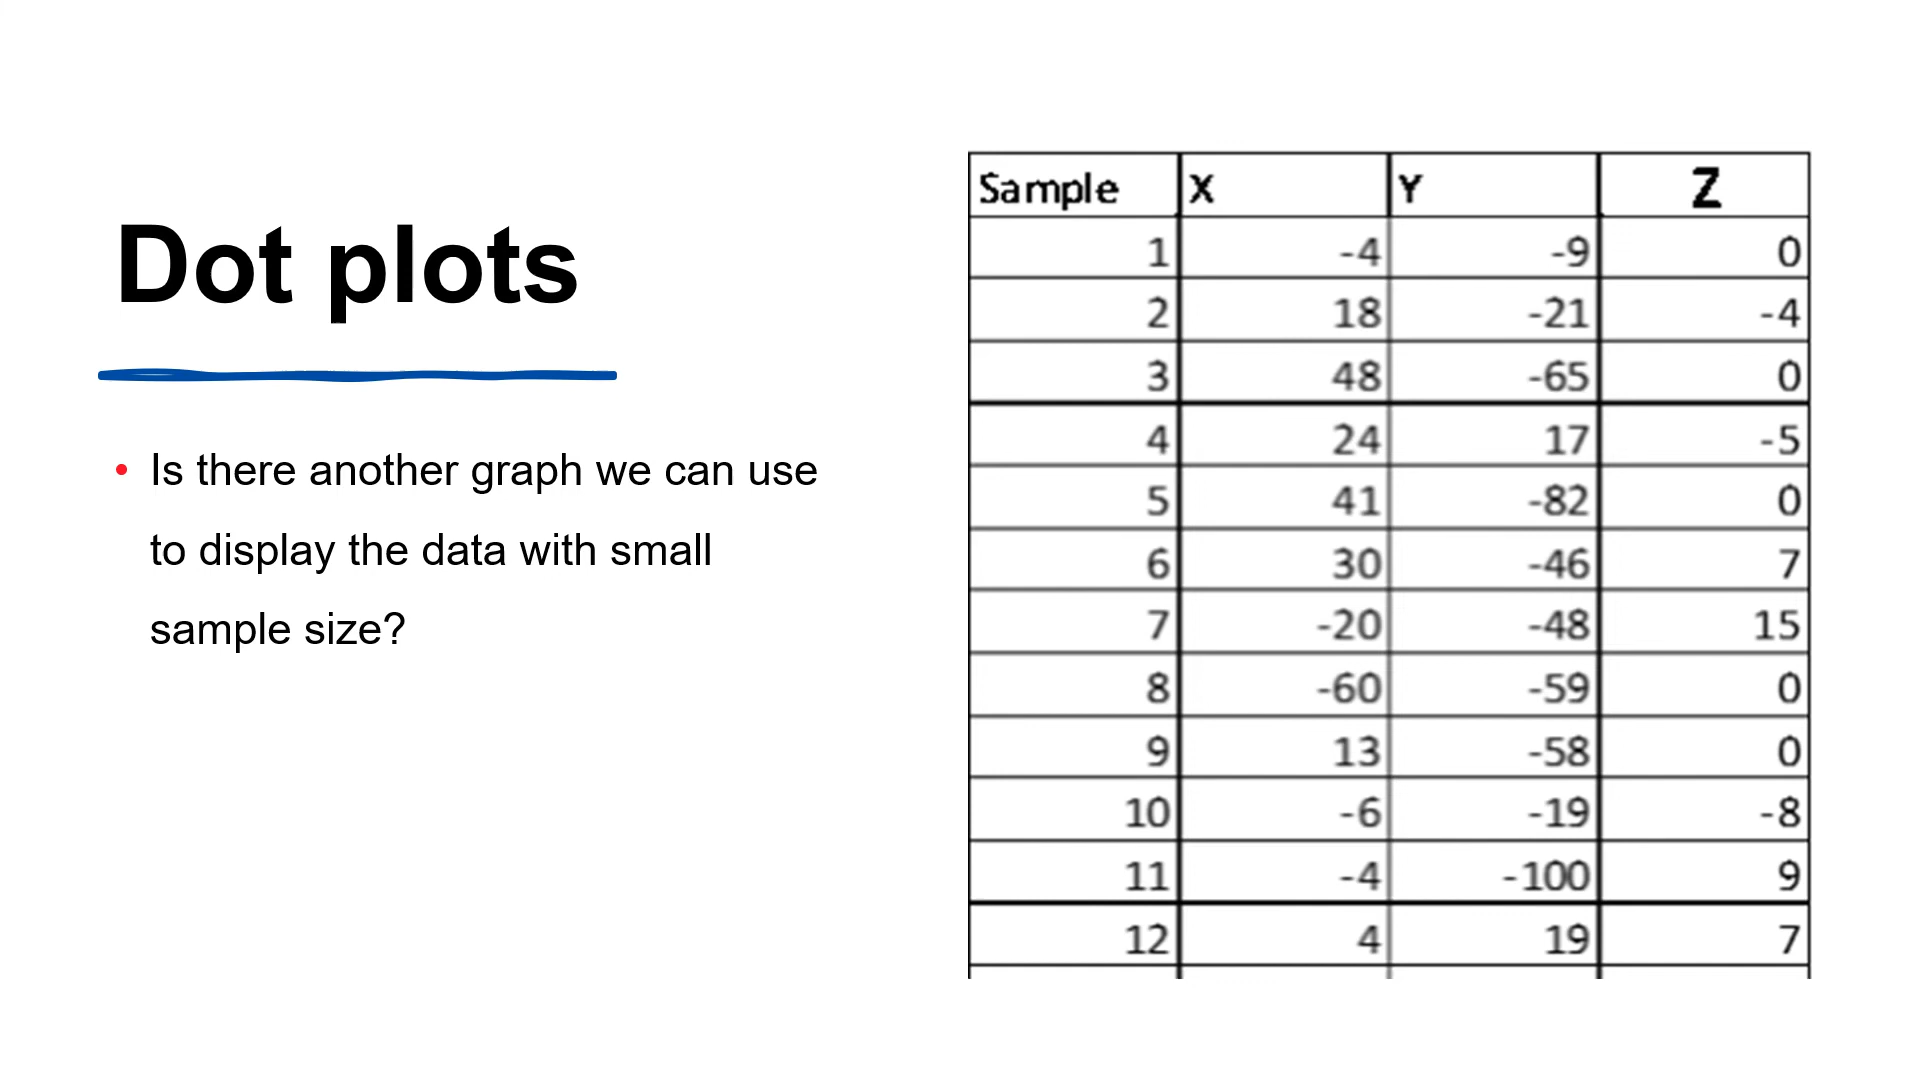 Dot plots
• Is there another graph we can use
to display the data with small
sample size?
Sample X Y Z
1 -4 -9 0
2 18 -21 -4
3 48 -65 0
4 24 17 -5
5 41 -82 0
6 30 -46 7
7 -20 -48 15
8 -60 -59 0
9 13 -58 0
10 -6 -19 -8
11 -4 -100 9
12 4 19 7